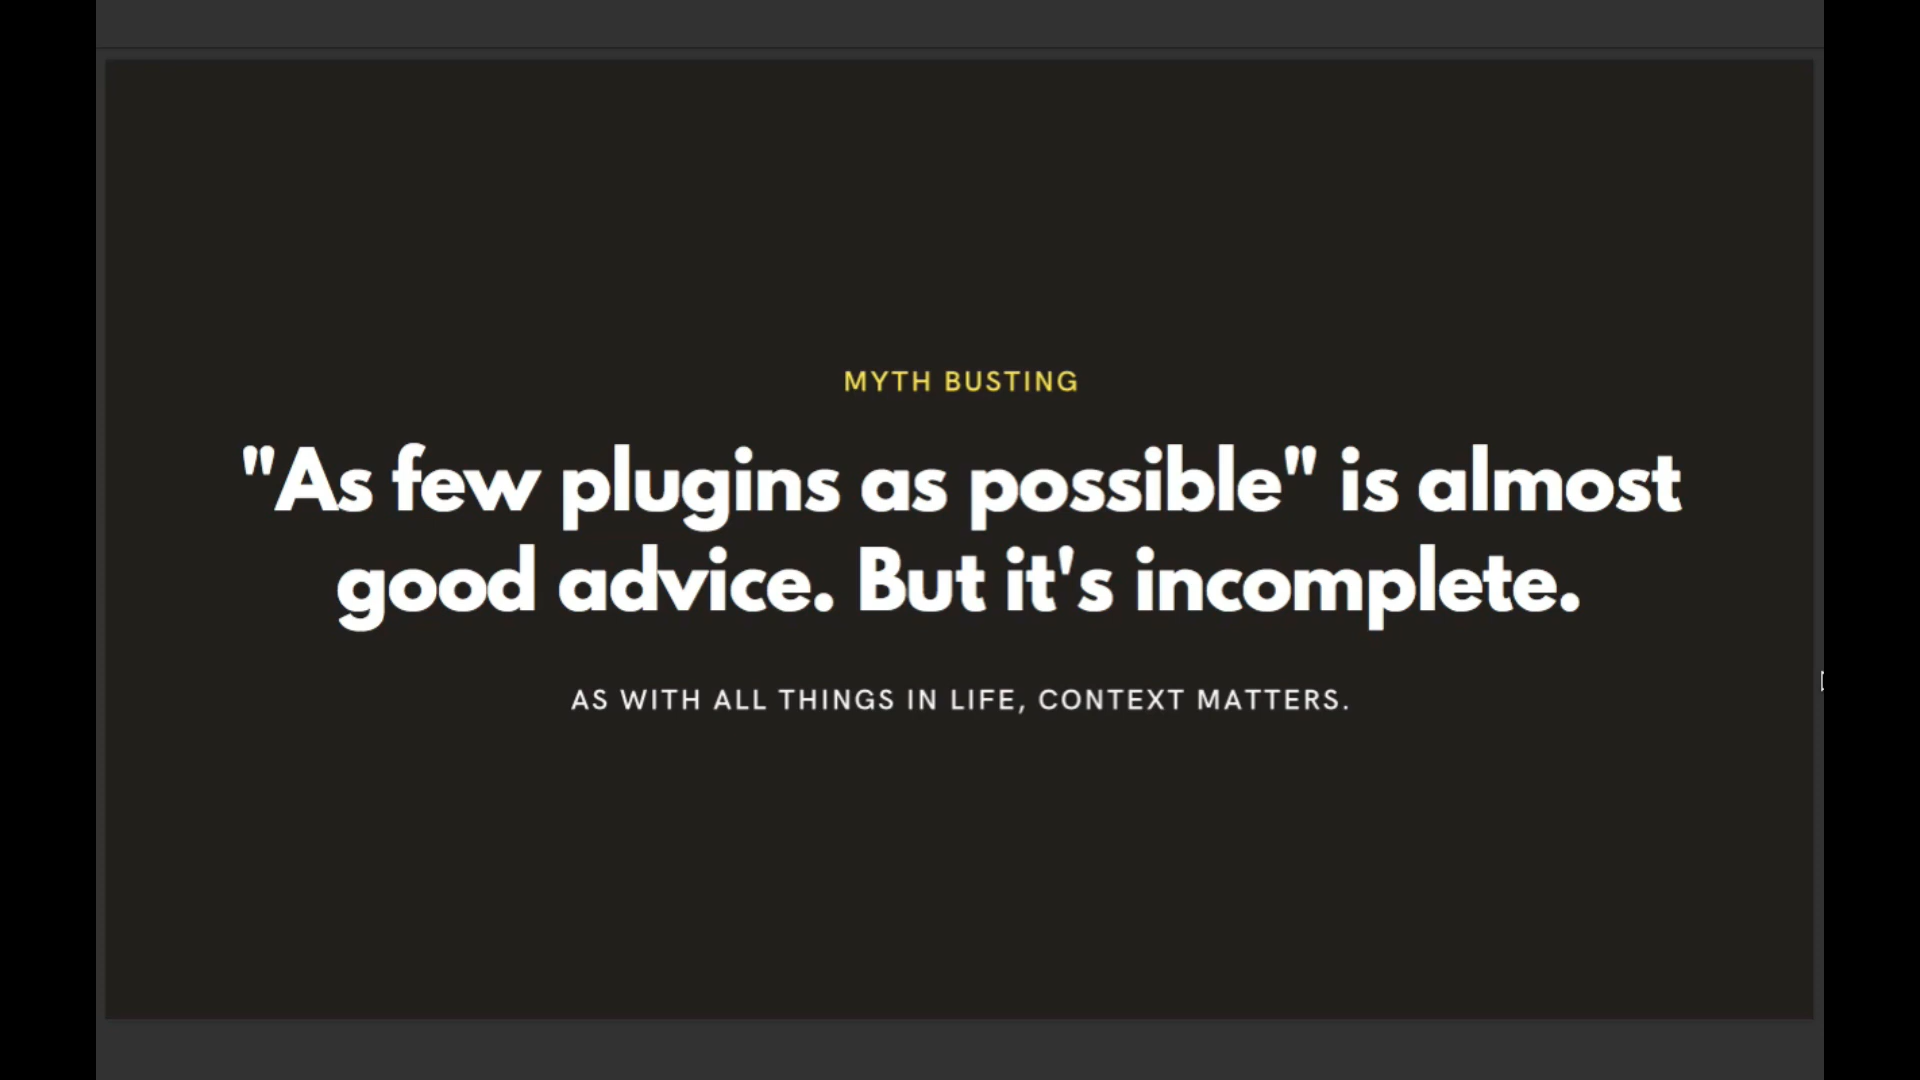 MYTH BUSTING
"As few plugins as possible" is almost
good advice. But it's incomplete.
AS WITH ALL THINGS IN LIFE, CONTEXT MATTERS.